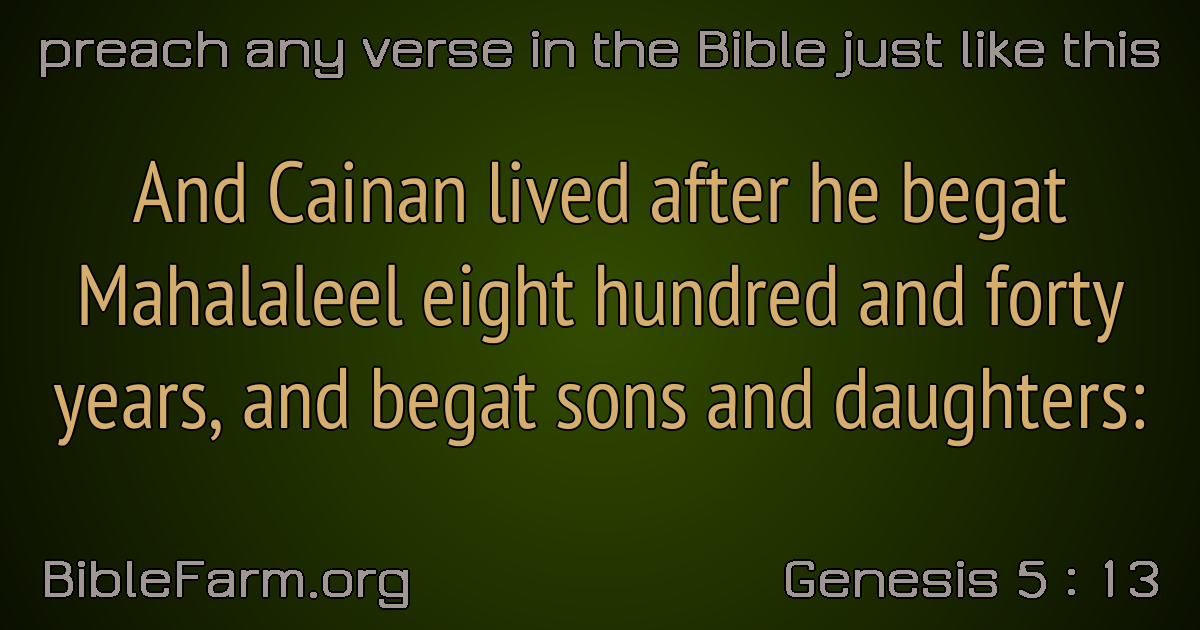 preach any verse in the Bible just like this
And Cainan lived after he begat
Mahalaleel eight hundred and forty
years, and begat sons and daughters:
BibleFarm.org
Genesis 5 : 13